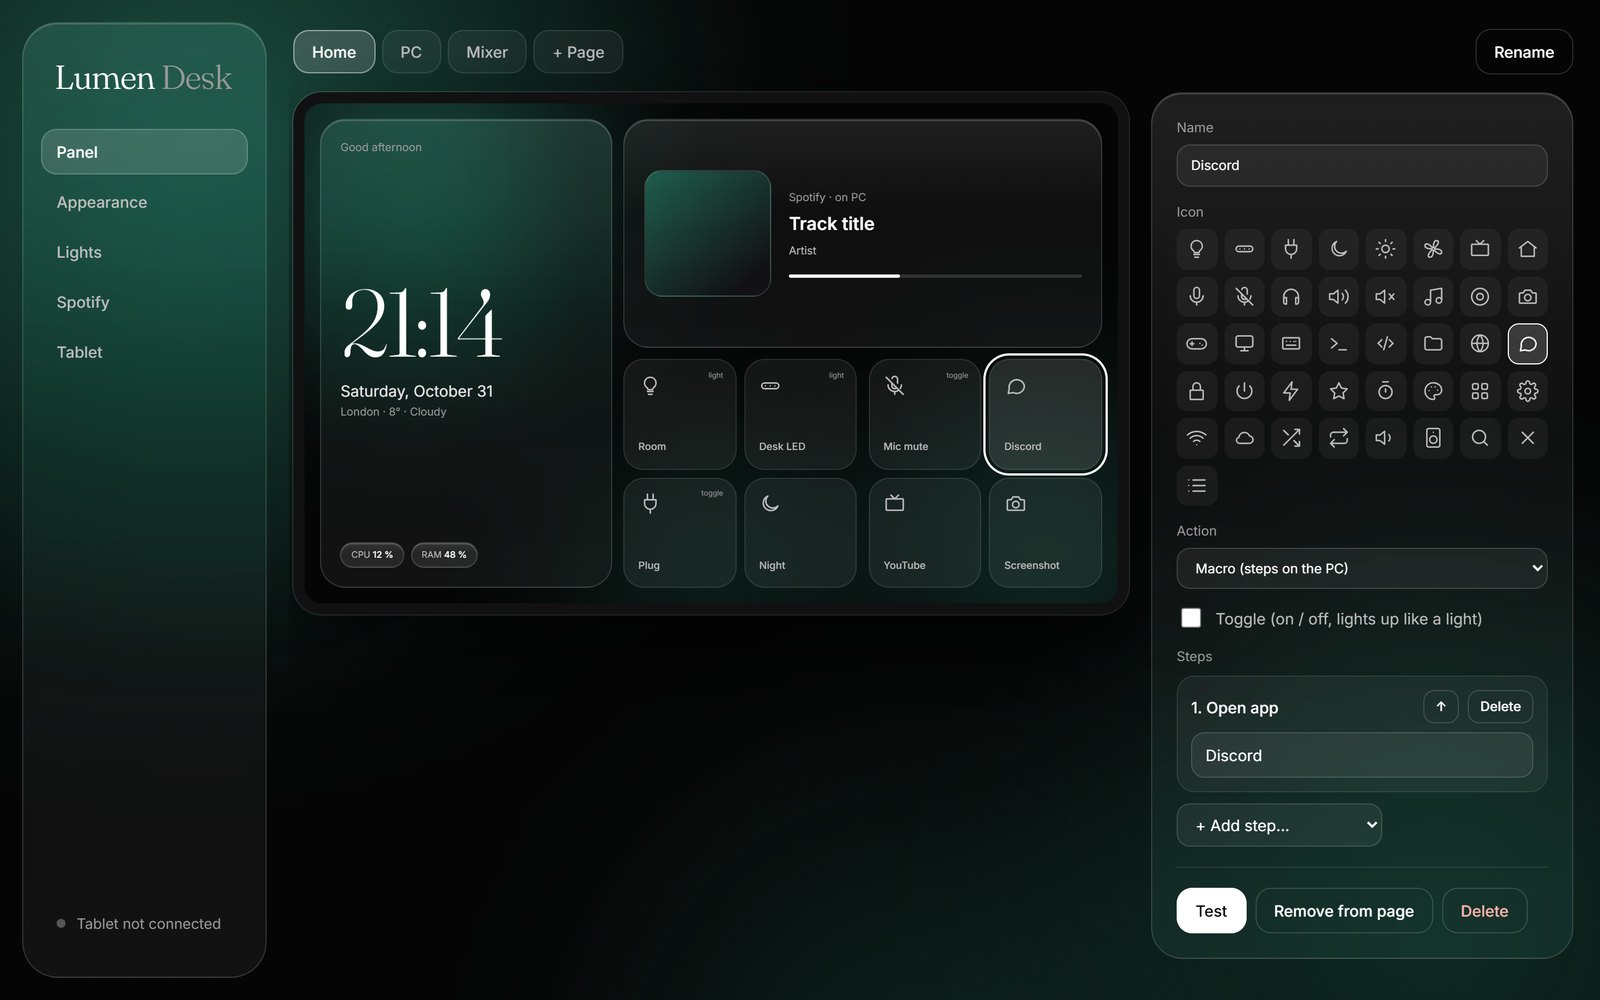 Lumen Desk
Panel
Appearance
Lights
Spotify
Tablet
Tablet not connected
Home
PC
Mixer
+ Page
Rename
Good afternoon
21:14
Saturday, October 31
London · 8° · Cloudy
CPU 12 %
RAM 48 %
Spotify · on PC
Track title
Artist
light
Room
light
Desk LED
toggle
Mic mute
Discord
toggle
Plug
Night
YouTube
Screenshot
Name
Discord
Icon
Action
Macro (steps on the PC)
Toggle (on / off, lights up like a light)
Steps
1. Open app
Delete
Discord
+ Add step...
Test
Remove from page
Delete